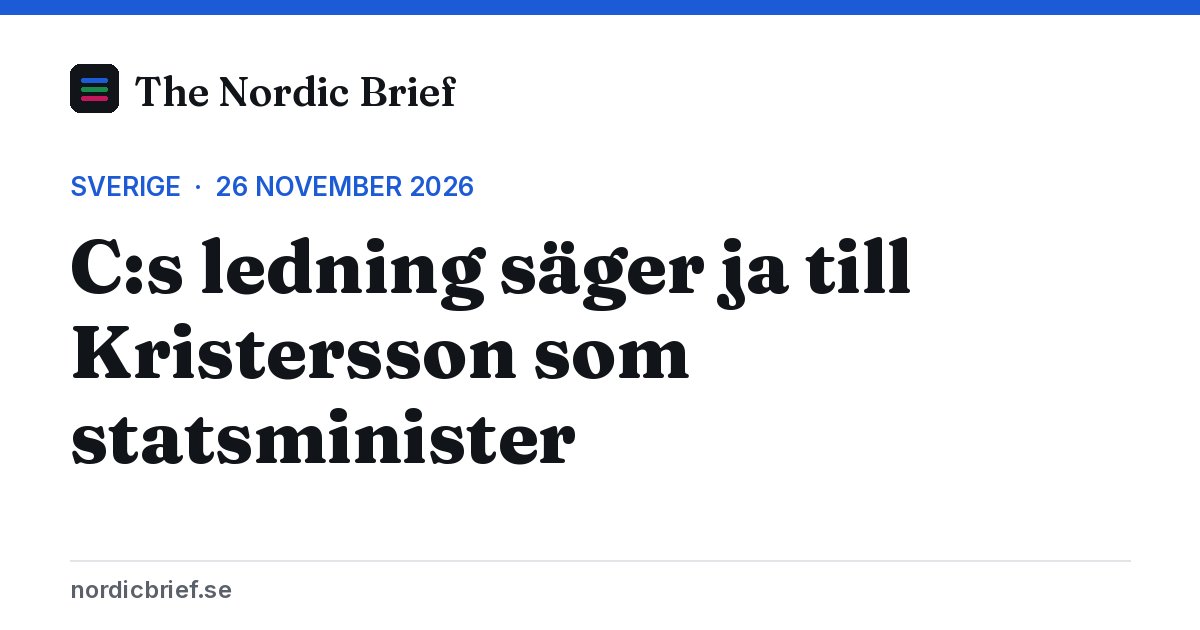 The Nordic Brief
SVERIGE · 26 NOVEMBER 2026
C:s ledning säger ja till
Kristersson som
statsminister
nordicbrief.se